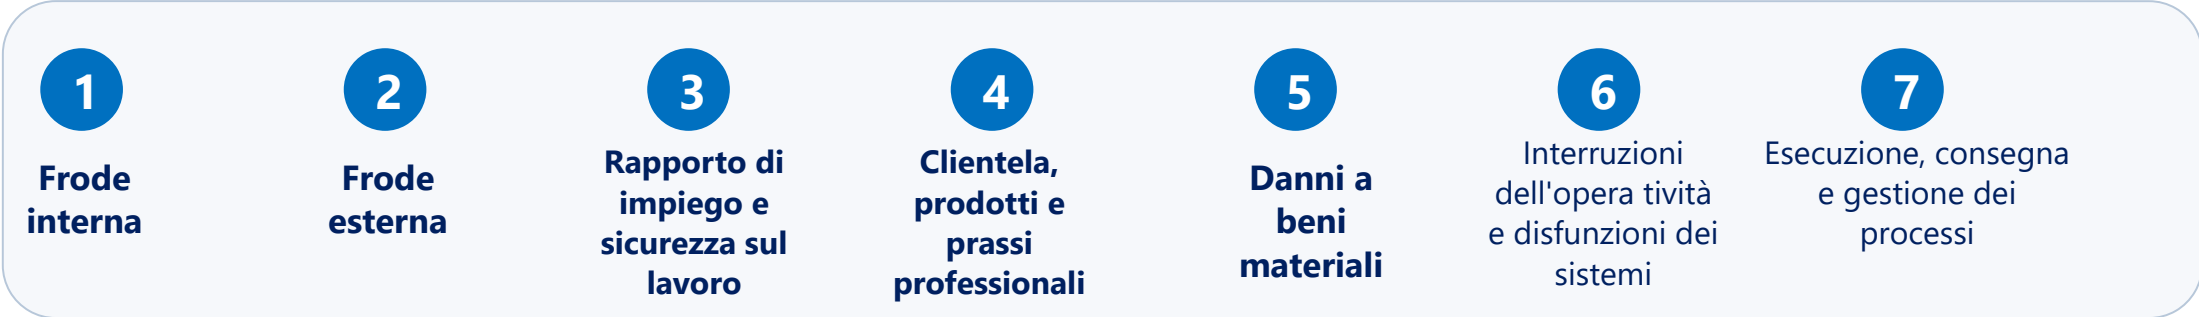 1
Frode
interna
2
Frode
esterna
3
Rapporto di
impiego e
sicurezza sul
lavoro
4
Clientela,
prodotti e
prassi
professionali
5
Danni a
beni
materiali
6
Interruzioni
dell'opera tività
e disfunzioni dei
sistemi
7
Esecuzione, consegna
e gestione dei
processi